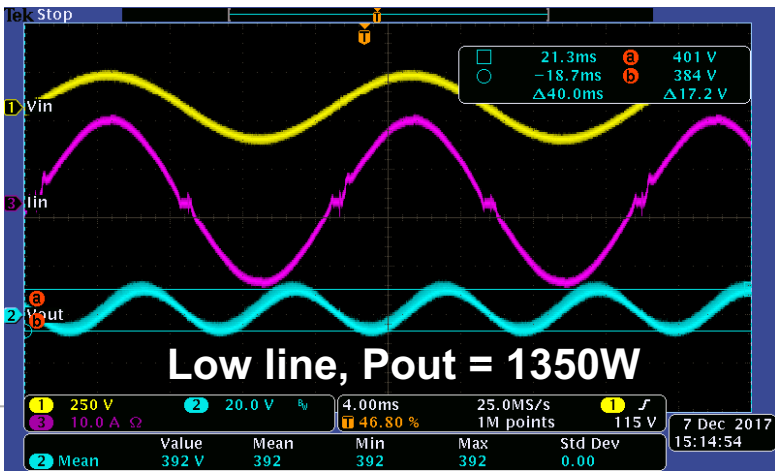 Tek Stop
T
T
21.3ms a 401 V
−18.7ms b 384 V
Δ40.0ms Δ17.2 V
1 Vin
3 Iin
a
2 Vout
b
Low line, Pout = 1350W
1 250 V 2 20.0 V BW 4.00ms 25.0MS/s 1
3 10.0 A Ω T 46.80 % 1M points 115 V
7 Dec 2017
15:14:54
Value Mean Min Max Std Dev
2 Mean 392 V 392 392 392 0.00